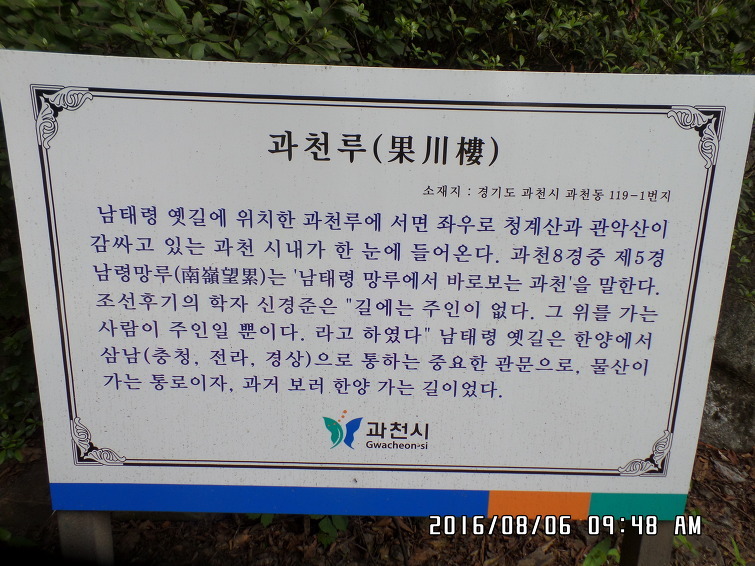 과천루(果川樓)
소재지 : 경기도 과천시 과천동 119-1번지
남태령 옛길에 위치한 과천루에 서면 좌우로 청계산과 관악산이
감싸고 있는 과천 시내가 한 눈에 들어온다. 과천8경중 제5경
남령망루(南嶺望累)는 '남태령 망루에서 바로보는 과천'을 말한다.
조선후기의 학자 신경준은 "길에는 주인이 없다. 그 위를 가는
사람이 주인일 뿐이다. 라고 하였다" 남태령 옛길은 한양에서
삼남(충청, 전라, 경상)으로 통하는 중요한 관문으로, 물산이
가는 통로이자, 과거 보러 한양 가는 길이었다.
과천시
Gwacheon-si
2016/08/06 09:48 AM